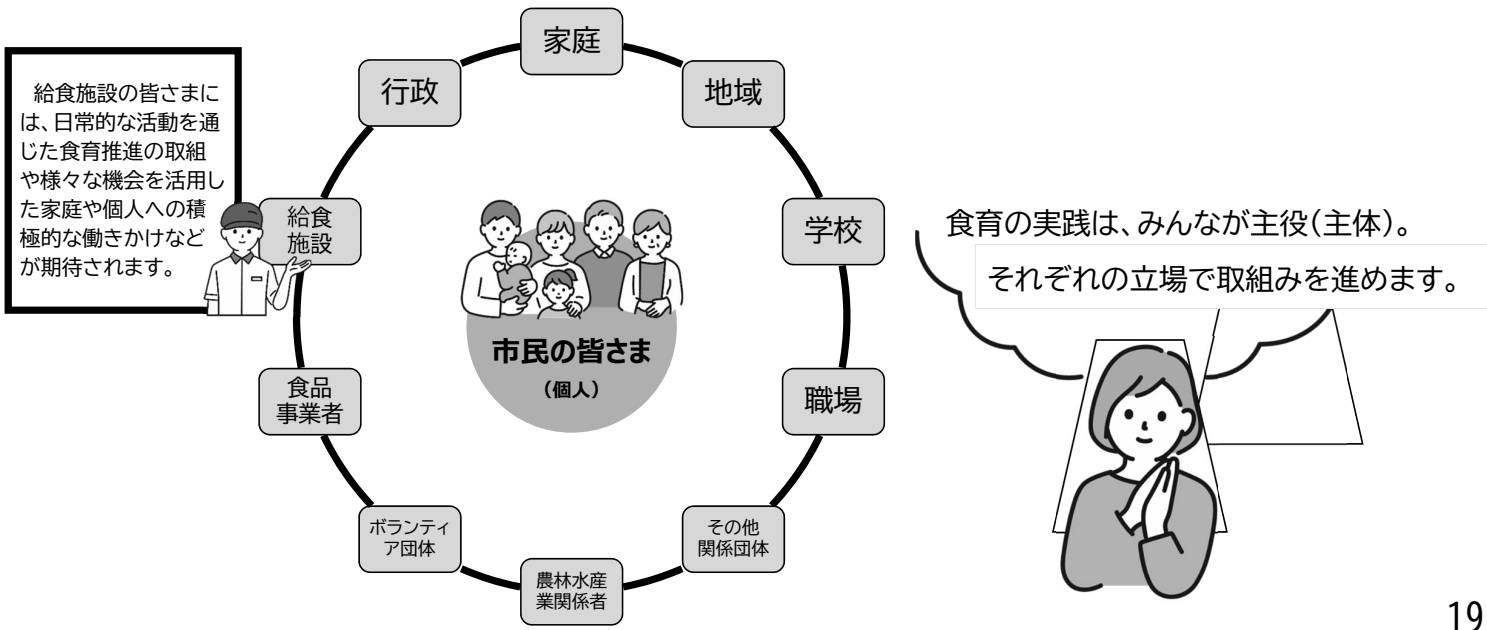 給食施設の皆さまに
は、日常的な活動を通
じた食育推進の取組
や様々な機会を活用し
た家庭や個人への積
極的な働きかけなど
が期待されます。
家庭
行政
地域
給食
施設
学校
市民の皆さま
（個人）
食品
事業者
職場
ボランティ
ア団体
その他
関係団体
農林水産
業関係者
食育の実践は、みんなが主役（主体）。
それぞれの立場で取組みを進めます。
19